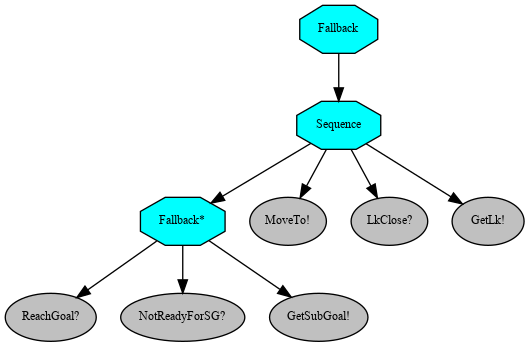 Fallback
Sequence
Fallback*
MoveTo!
LkClose?
GetLk!
ReachGoal?
NotReadyForSG?
GetSubGoal!